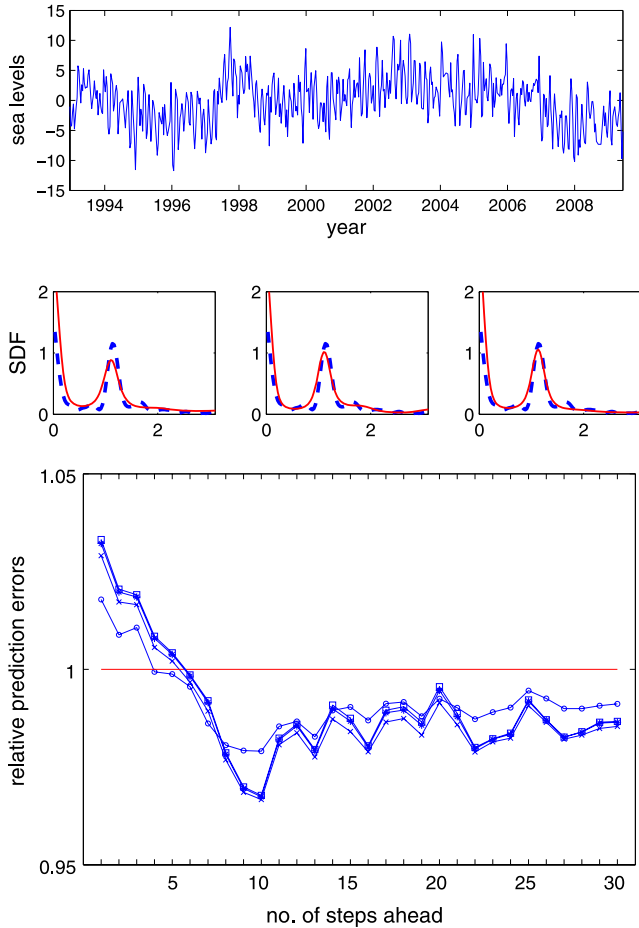 15
10
5
0
−5
−10
−15
sea levels
1994 1996 1998 2000 2002 2004 2006 2008
year
2 2 2
1 1 1
0 0 0
SDF
0 2 0 2 0 2
1.05
1
0.95
relative prediction errors
5 10 15 20 25 30
no. of steps ahead